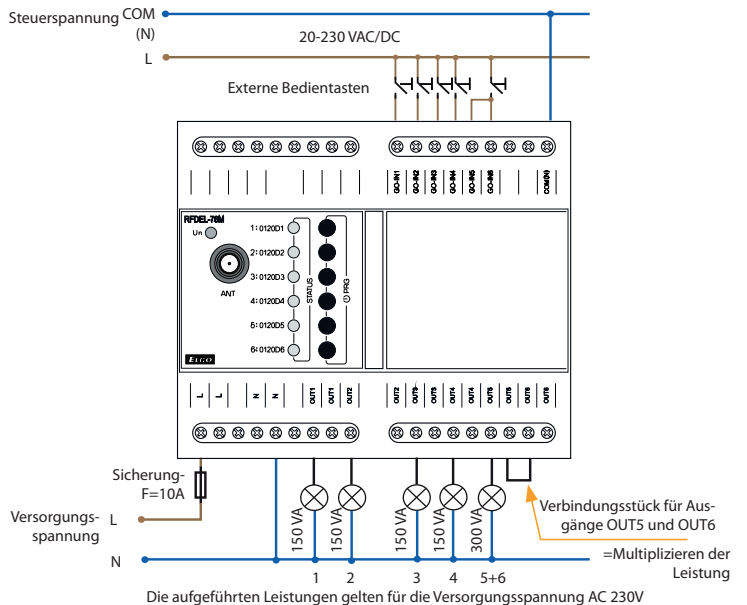 Steuerspannung COM
(N)
L
20-230 VAC/DC
Externe Bedientasten
GO-IN1 GO-IN2 GO-IN3 GO-IN4 GO-IN5 GO-IN6 COM(N)
RFDEL-76M
Un
ANT
1: 0120D1
2: 0120D2
3: 0120D3
4: 0120D4
5: 0120D5
6: 0120D6
STATUS
PRG
ELKO
L L N N OUT1 OUT1 OUT2
OUT2 OUT3 OUT3 OUT4 OUT4 OUT5 OUT5 OUT6 OUT6
Sicherung-
F=10A
Versorgungs-
spannung
L
N
150 VA
150 VA
150 VA
150 VA
300 VA
1 2 3 4 5+6
Verbindungsstück für Aus-
gänge OUT5 und OUT6
=Multiplizieren der
Leistung
Die aufgeführten Leistungen gelten für die Versorgungsspannung AC 230V